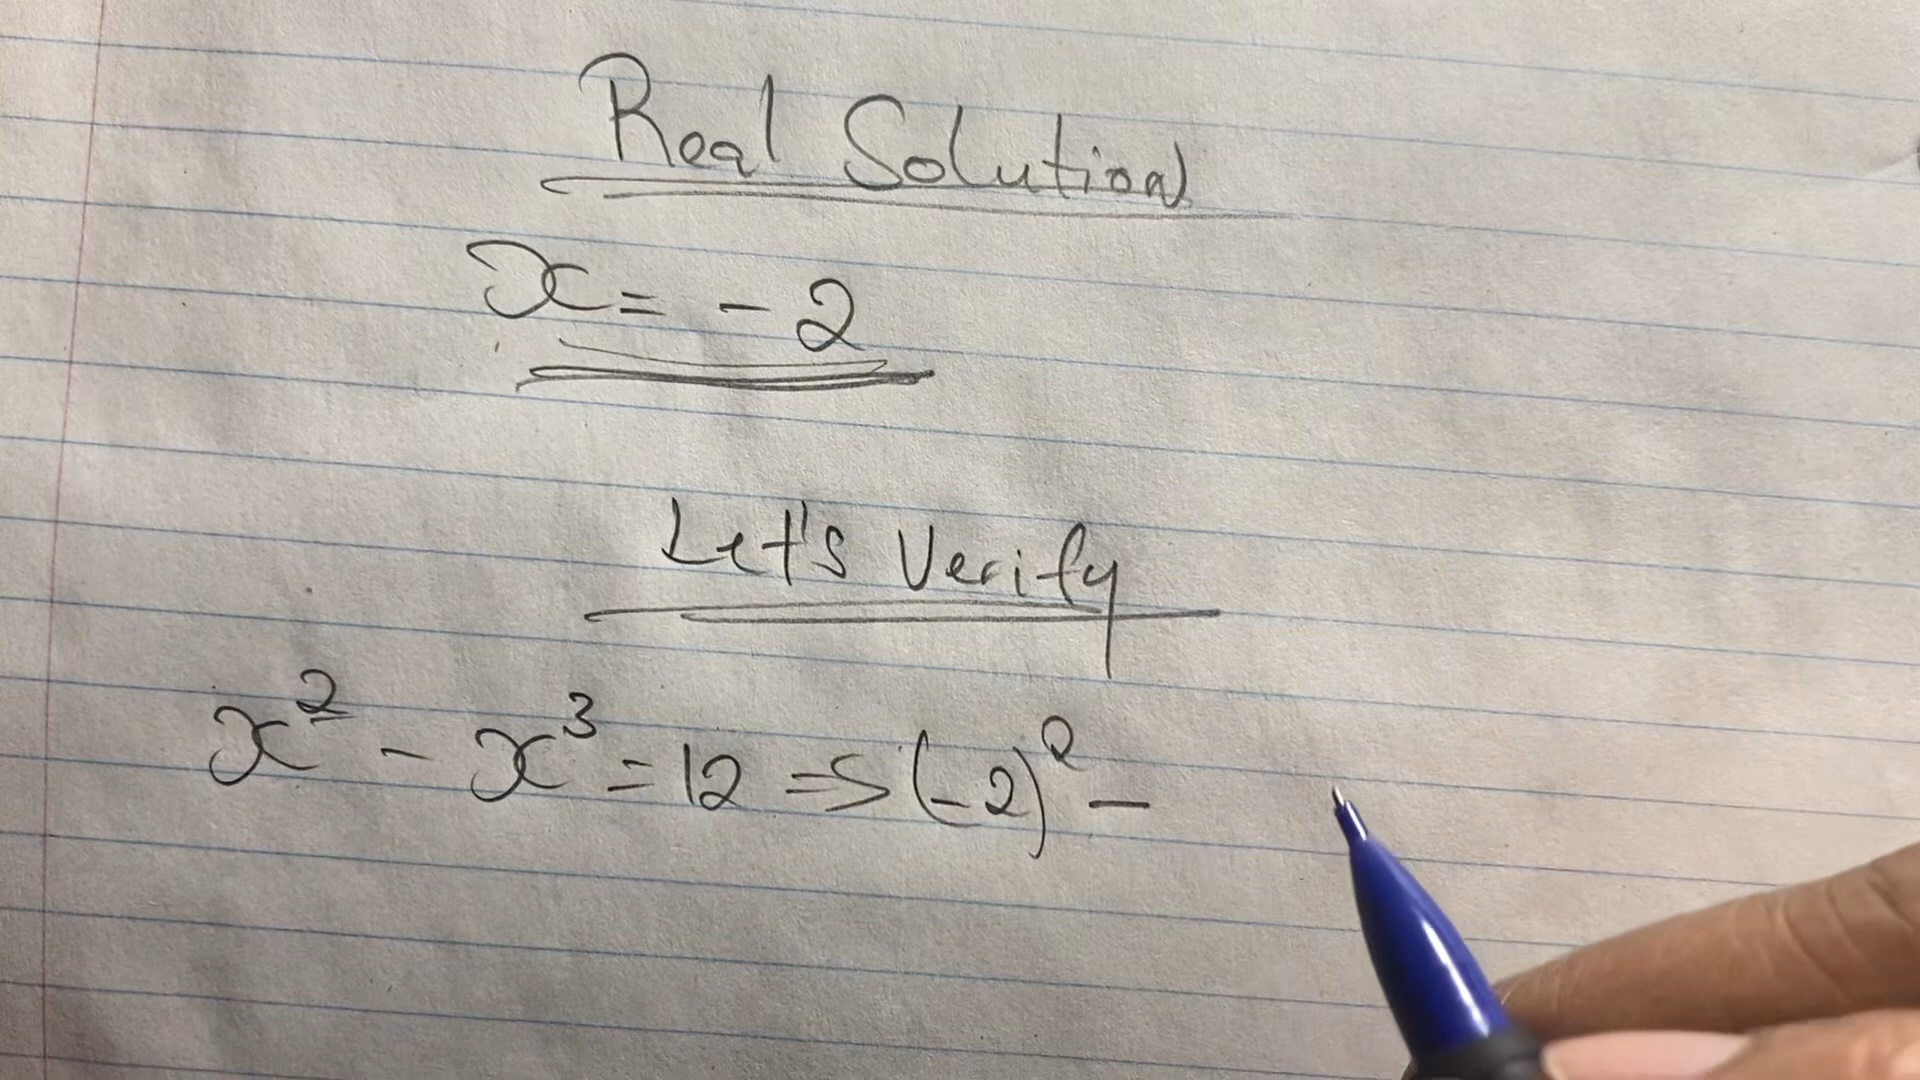 Real Solution
x = - 2
Let's Verify
x² - x³ = 12 => (-2)² -